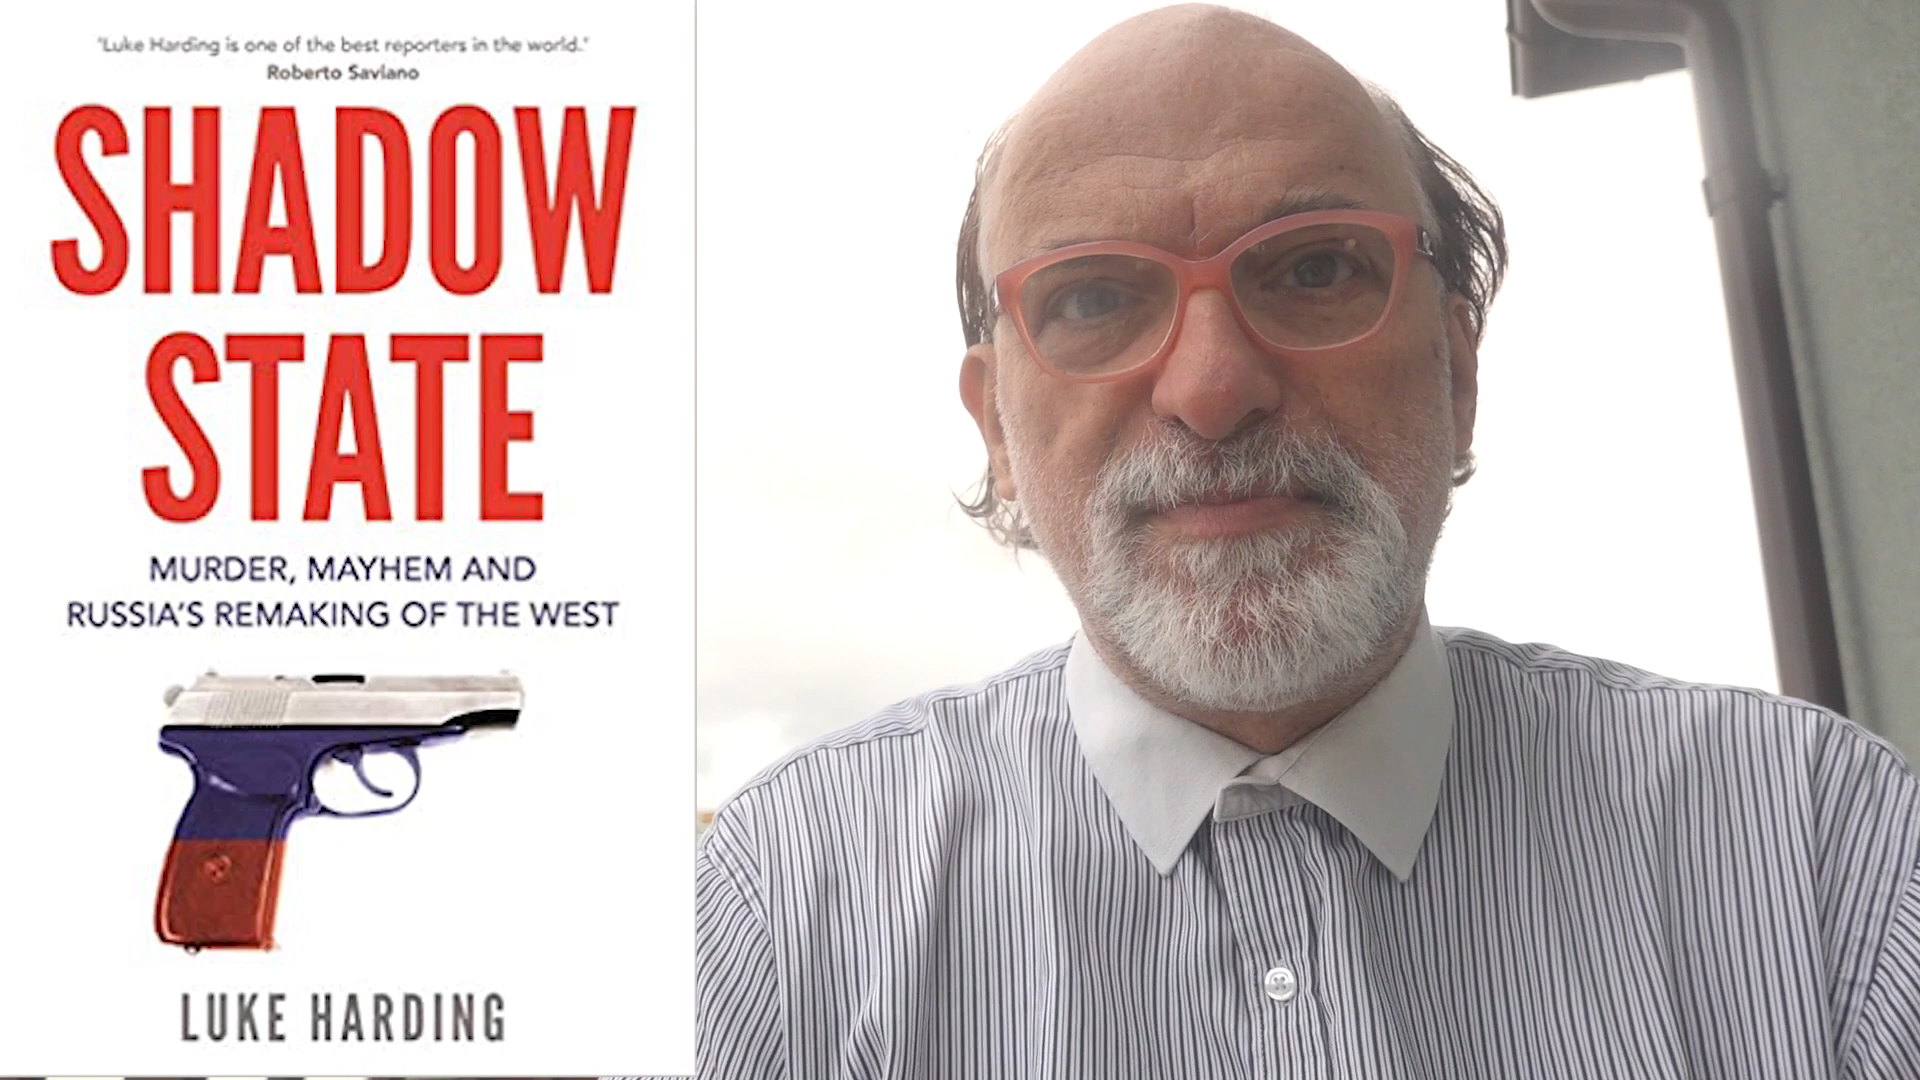 'Luke Harding is one of the best reporters in the world.'
Roberto Saviano
SHADOW
STATE
MURDER, MAYHEM AND
RUSSIA'S REMAKING OF THE WEST
LUKE HARDING